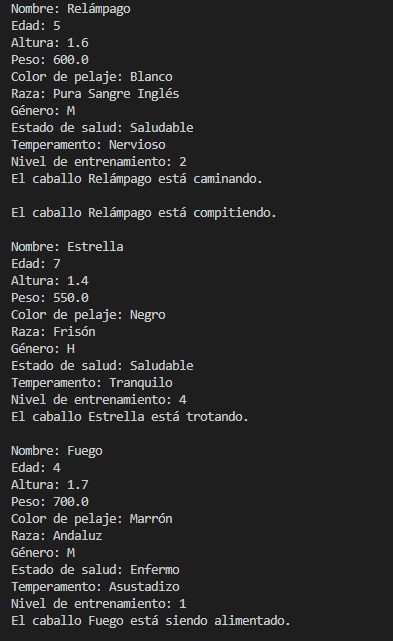 Nombre: Relámpago
Edad: 5
Altura: 1.6
Peso: 600.0
Color de pelaje: Blanco
Raza: Pura Sangre Inglés
Género: M
Estado de salud: Saludable
Temperamento: Nervioso
Nivel de entrenamiento: 2
El caballo Relámpago está caminando.

El caballo Relámpago está compitiendo.

Nombre: Estrella
Edad: 7
Altura: 1.4
Peso: 550.0
Color de pelaje: Negro
Raza: Frisón
Género: H
Estado de salud: Saludable
Temperamento: Tranquilo
Nivel de entrenamiento: 4
El caballo Estrella está trotando.

Nombre: Fuego
Edad: 4
Altura: 1.7
Peso: 700.0
Color de pelaje: Marrón
Raza: Andaluz
Género: M
Estado de salud: Enfermo
Temperamento: Asustadizo
Nivel de entrenamiento: 1
El caballo Fuego está siendo alimentado.